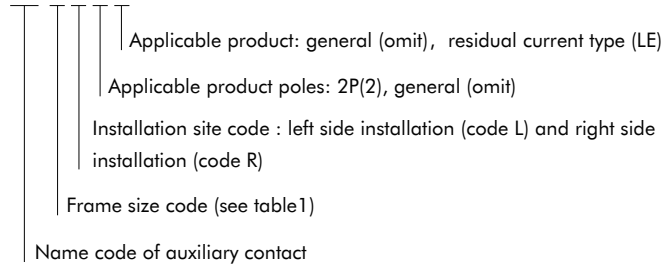 Applicable product: general (omit), residual current type (LE)
Applicable product poles: 2P(2), general (omit)
Installation site code : left side installation (code L) and right side
installation (code R)
Frame size code (see table1)
Name code of auxiliary contact